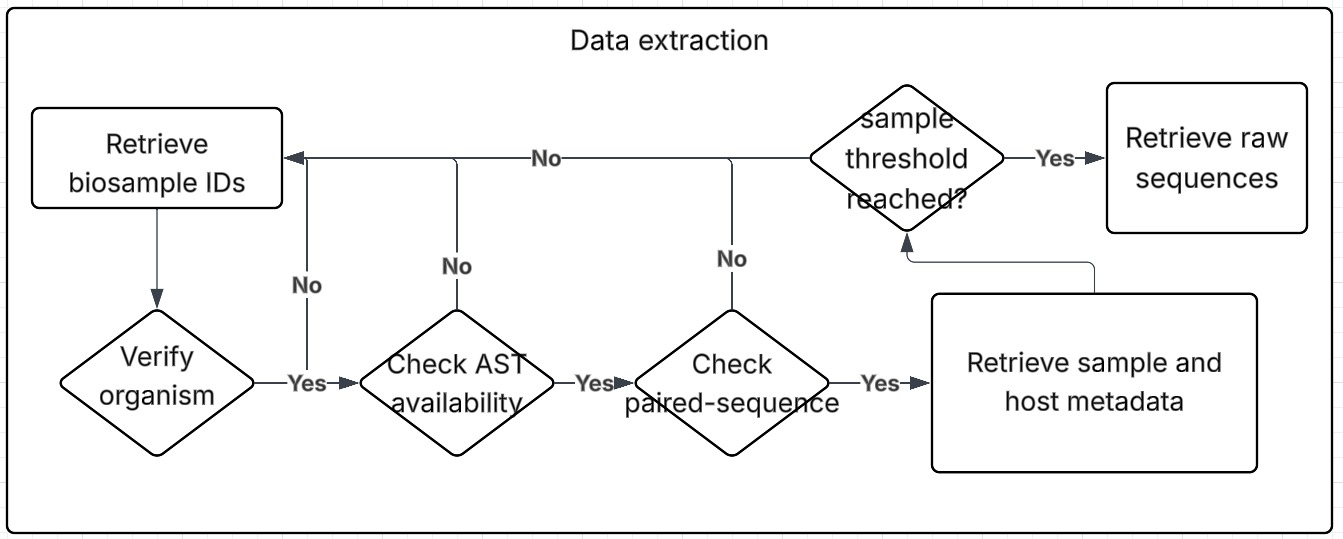 Data extraction
Retrieve
biosample IDs
No
sample
threshold
reached?
Yes
Retrieve raw
sequences
No
No
No
Verify
organism
Yes
Check AST
availability
Yes
Check
paired-sequence
Yes
Retrieve sample and
host metadata